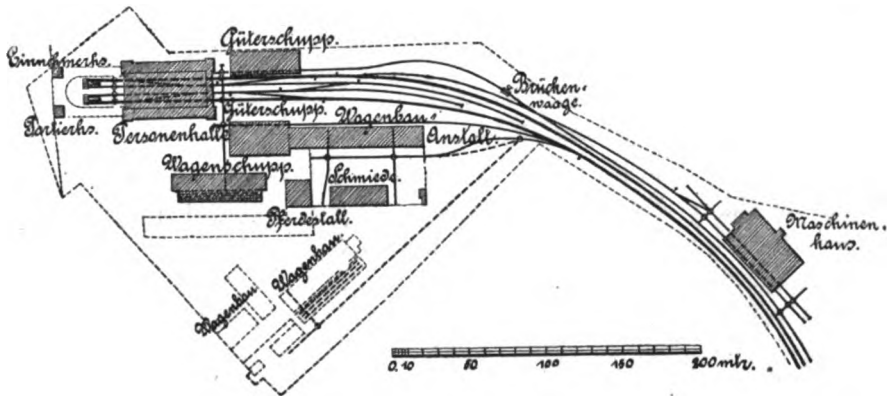 Güterschupp.
Einnehmerhs.
Brücken-
waage.
Güterschupp.
Wagenbau-
Portierhs.
Personenhalle
Anstalt.
Wagenschupp.
Schmiede.
Pferdestall.
Maschinen-
haus.
Wagenbau.
Wagenbau.
0.10 50 100 150 200 mtr.